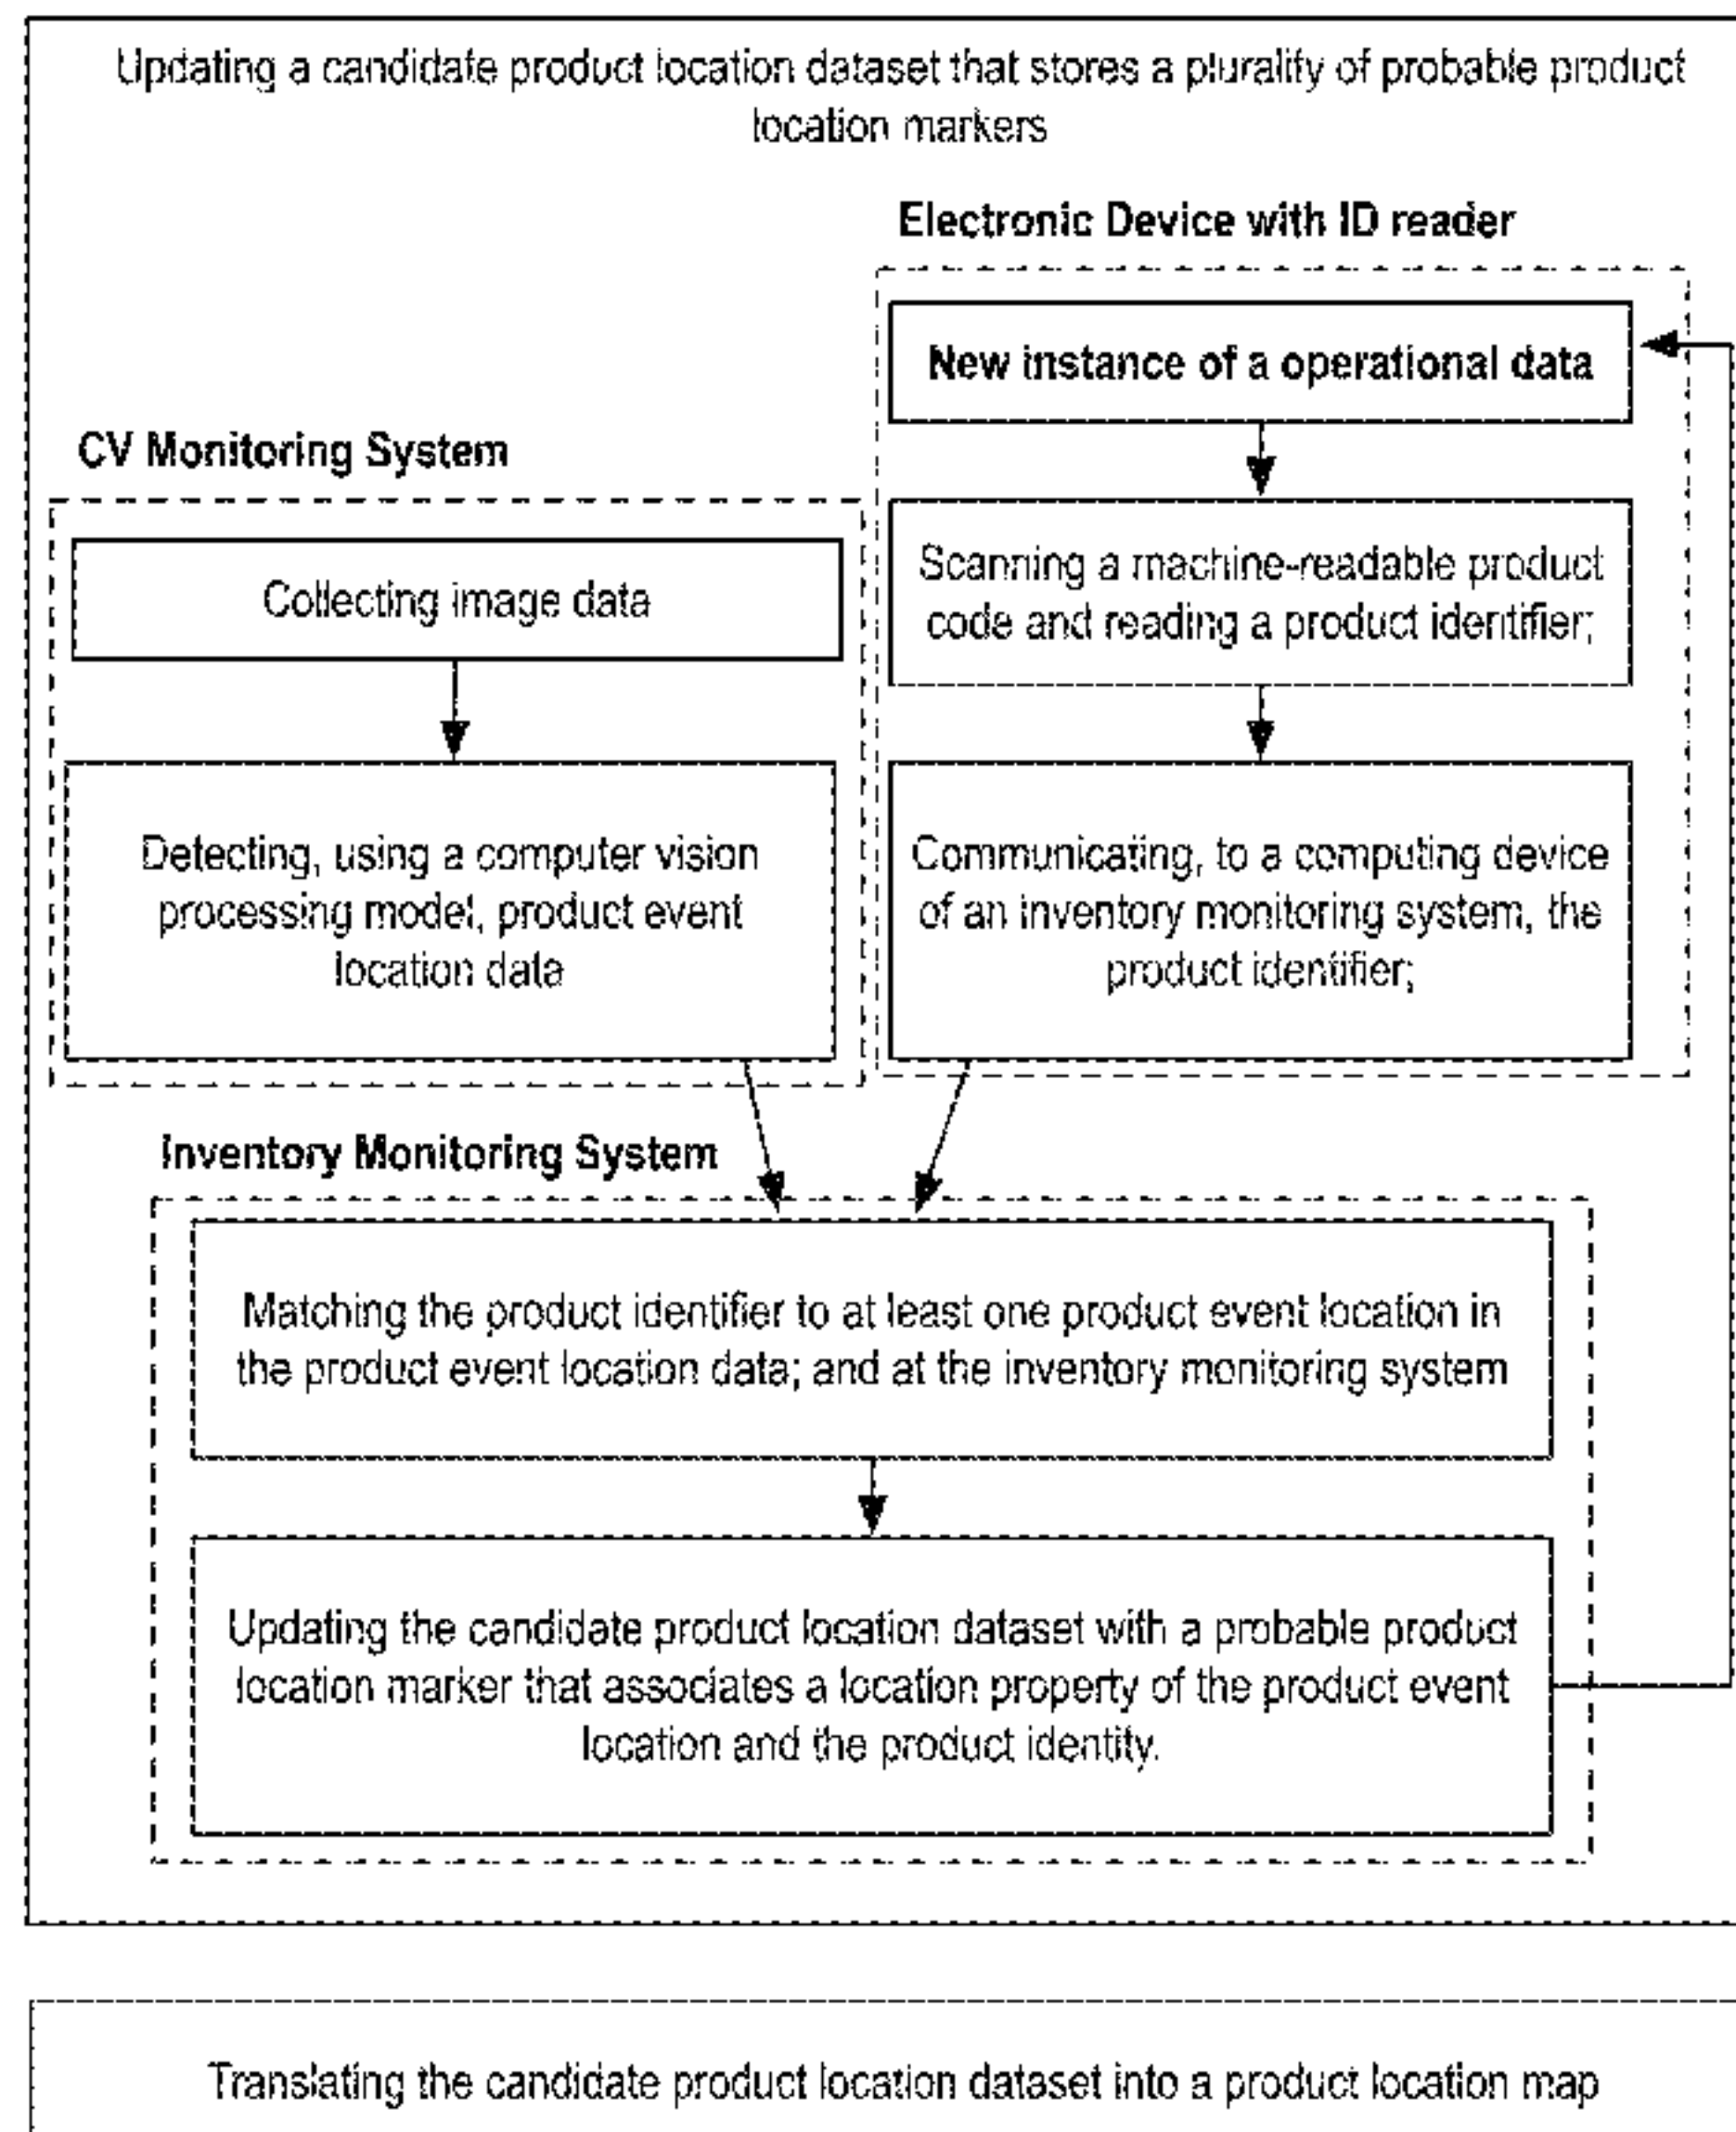 Updating a candidate product location dataset that stores a plurality of probable product
location markers
Electronic Device with ID reader
New instance of a operational data
CV Monitoring System
Scanning a machine-readable product
code and reading a product identifier;
Collecting image data
Detecting, using a computer vision
processing model, product event
location data
Communicating, to a computing device
of an inventory monitoring system, the
product identifier;
Inventory Monitoring System
Matching the product identifier to at least one product event location in
the product event location data; and at the inventory monitoring system
Updating the candidate product location dataset with a probable product
location marker that associates a location property of the product event
location and the product identity.
Translating the candidate product location dataset into a product location map